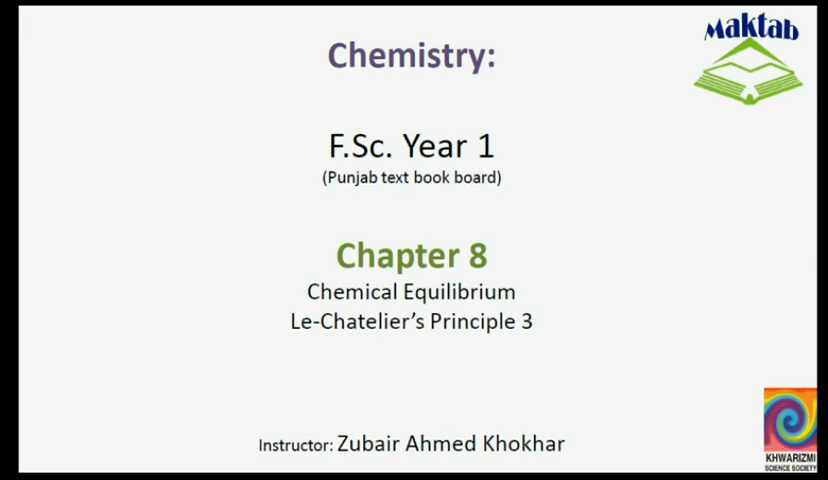 Maktab
Chemistry:
F.Sc. Year 1
(Punjab text book board)
Chapter 8
Chemical Equilibrium
Le-Chatelier’s Principle 3
Instructor: Zubair Ahmed Khokhar
KHWARIZMI
SCIENCE SOCIETY